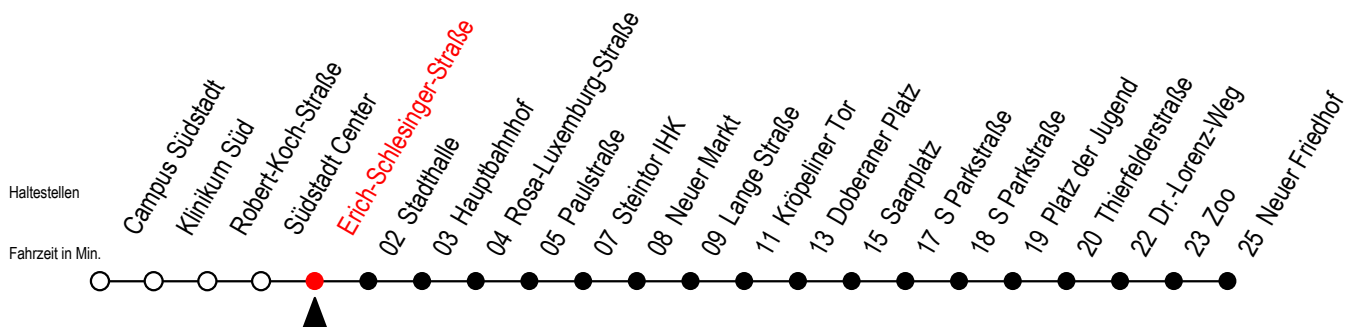 Haltestellen
Fahrzeit in Min.
Campus Südstadt
Klinikum Süd
Robert-Koch-Straße
Südstadt Center
Erich-Schlesinger-Straße
02 Stadthalle
03 Hauptbahnhof
04 Rosa-Luxemburg-Straße
05 Paulstraße
07 Steintor IHK
08 Neuer Markt
09 Lange Straße
11 Kröpeliner Tor
13 Doberaner Platz
15 Saarplatz
17 S Parkstraße
18 S Parkstraße
19 Platz der Jugend
20 Thierfelderstraße
22 Dr.-Lorenz-Weg
23 Zoo
25 Neuer Friedhof